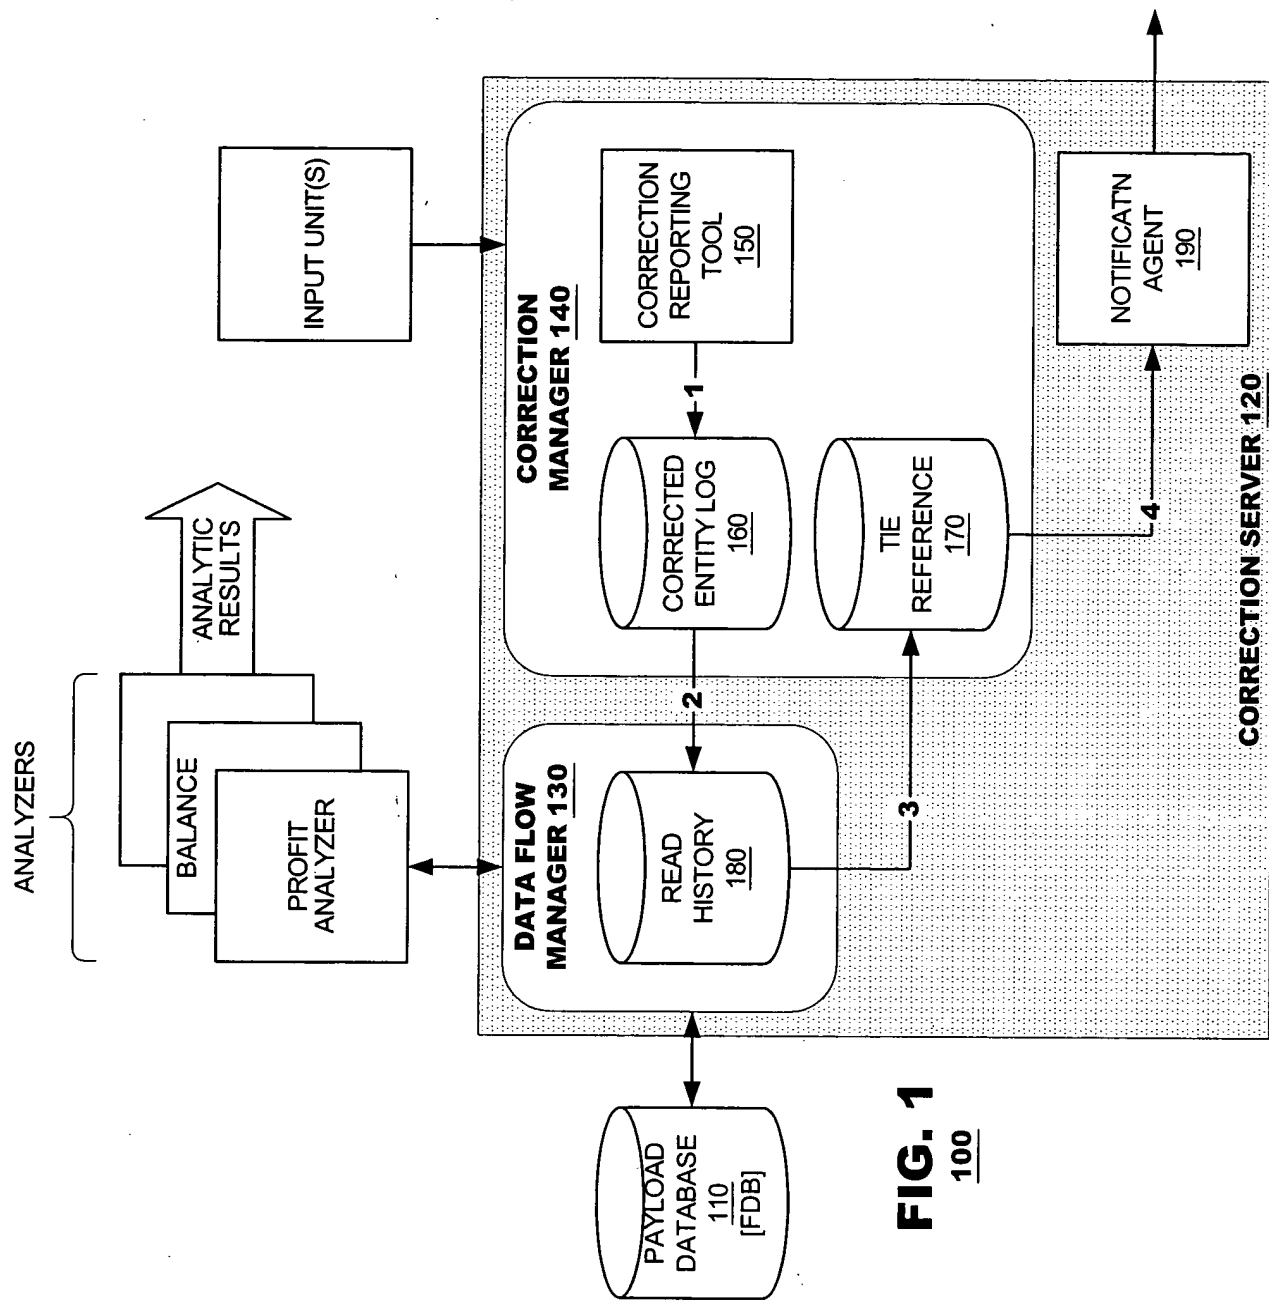 ANALYZERS
BALANCE
PROFIT
ANALYZER
ANALYTIC
RESULTS
INPUT UNIT(S)
PAYLOAD
DATABASE
110
[FDB]
DATA FLOW
MANAGER 130
READ
HISTORY
180
CORRECTION
MANAGER 140
CORRECTED
ENTITY LOG
160
CORRECTION
REPORTING
TOOL
150
TIE
REFERENCE
170
NOTIFICAT'N
AGENT
190
1
2
3
4
CORRECTION SERVER 120
FIG. 1
100